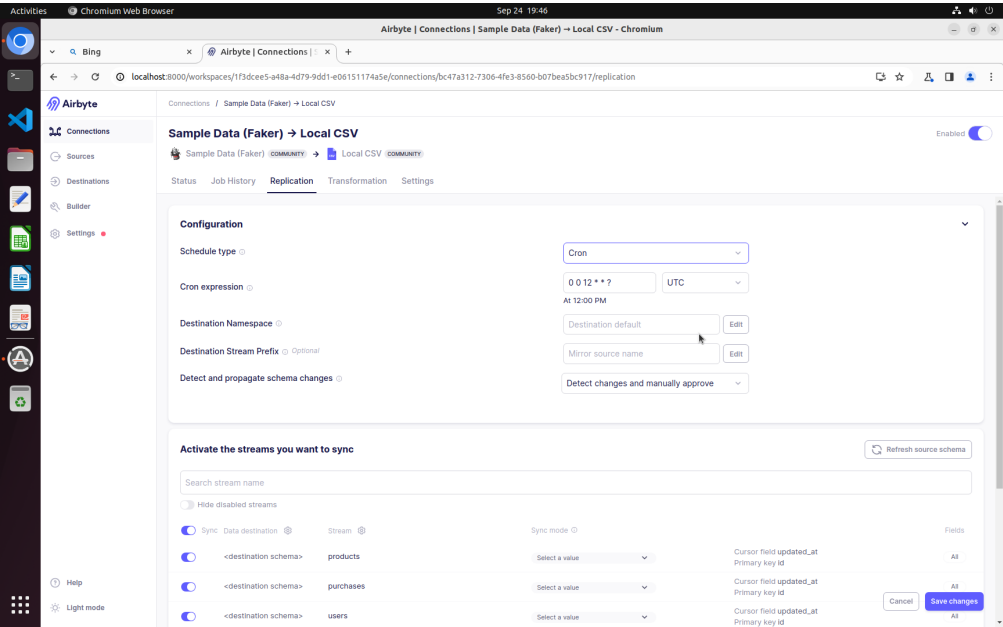 Activities
Chromium Web Browser
Sep 24 19:46
Airbyte | Connections | Sample Data (Faker) → Local CSV - Chromium
Bing
Airbyte | Connections |
localhost:8000/workspaces/1f3dcee5-a48a-4d79-9dd1-e06151174a5e/connections/bc47a312-7306-4fe3-8560-b07bea5bc917/replication
Airbyte
Connections
Sources
Destinations
Builder
Settings
Help
Light mode
Connections / Sample Data (Faker) → Local CSV
Sample Data (Faker) → Local CSV
Enabled
Sample Data (Faker) COMMUNITY → Local CSV COMMUNITY
Status Job History Replication Transformation Settings
Configuration
Schedule type Cron
Cron expression 0 0 12 * * ? UTC
At 12:00 PM
Destination Namespace Destination default Edit
Destination Stream Prefix Optional Mirror source name Edit
Detect and propagate schema changes Detect changes and manually approve
Activate the streams you want to sync Refresh source schema
Search stream name
Hide disabled streams
Sync Data destination Stream Sync mode Fields
<destination schema> products Select a value Cursor field updated_at All
Primary key id
<destination schema> purchases Select a value Cursor field updated_at All
Primary key id
Cancel Save changes
<destination schema> users Select a value Cursor field updated_at All
Primary key id